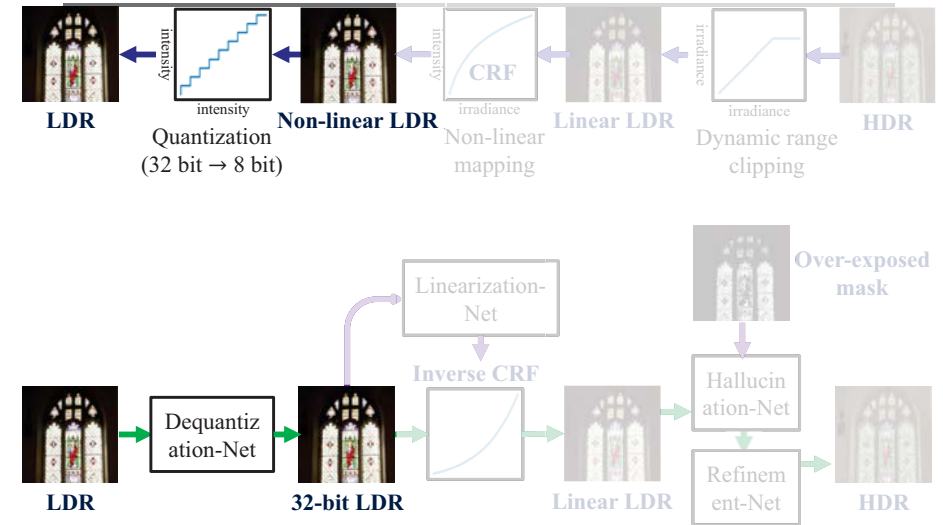 intensity
intensity
irradiance
CRF
irradiance
intensity
irradiance
LDR
Non-linear LDR
Linear LDR
HDR
Quantization
(32 bit → 8 bit)
Non-linear
mapping
Dynamic range
clipping
Over-exposed
mask
Linearization-
Net
Inverse CRF
Hallucin
ation-Net
Dequantiz
ation-Net
Refinem
ent-Net
LDR
32-bit LDR
Linear LDR
HDR